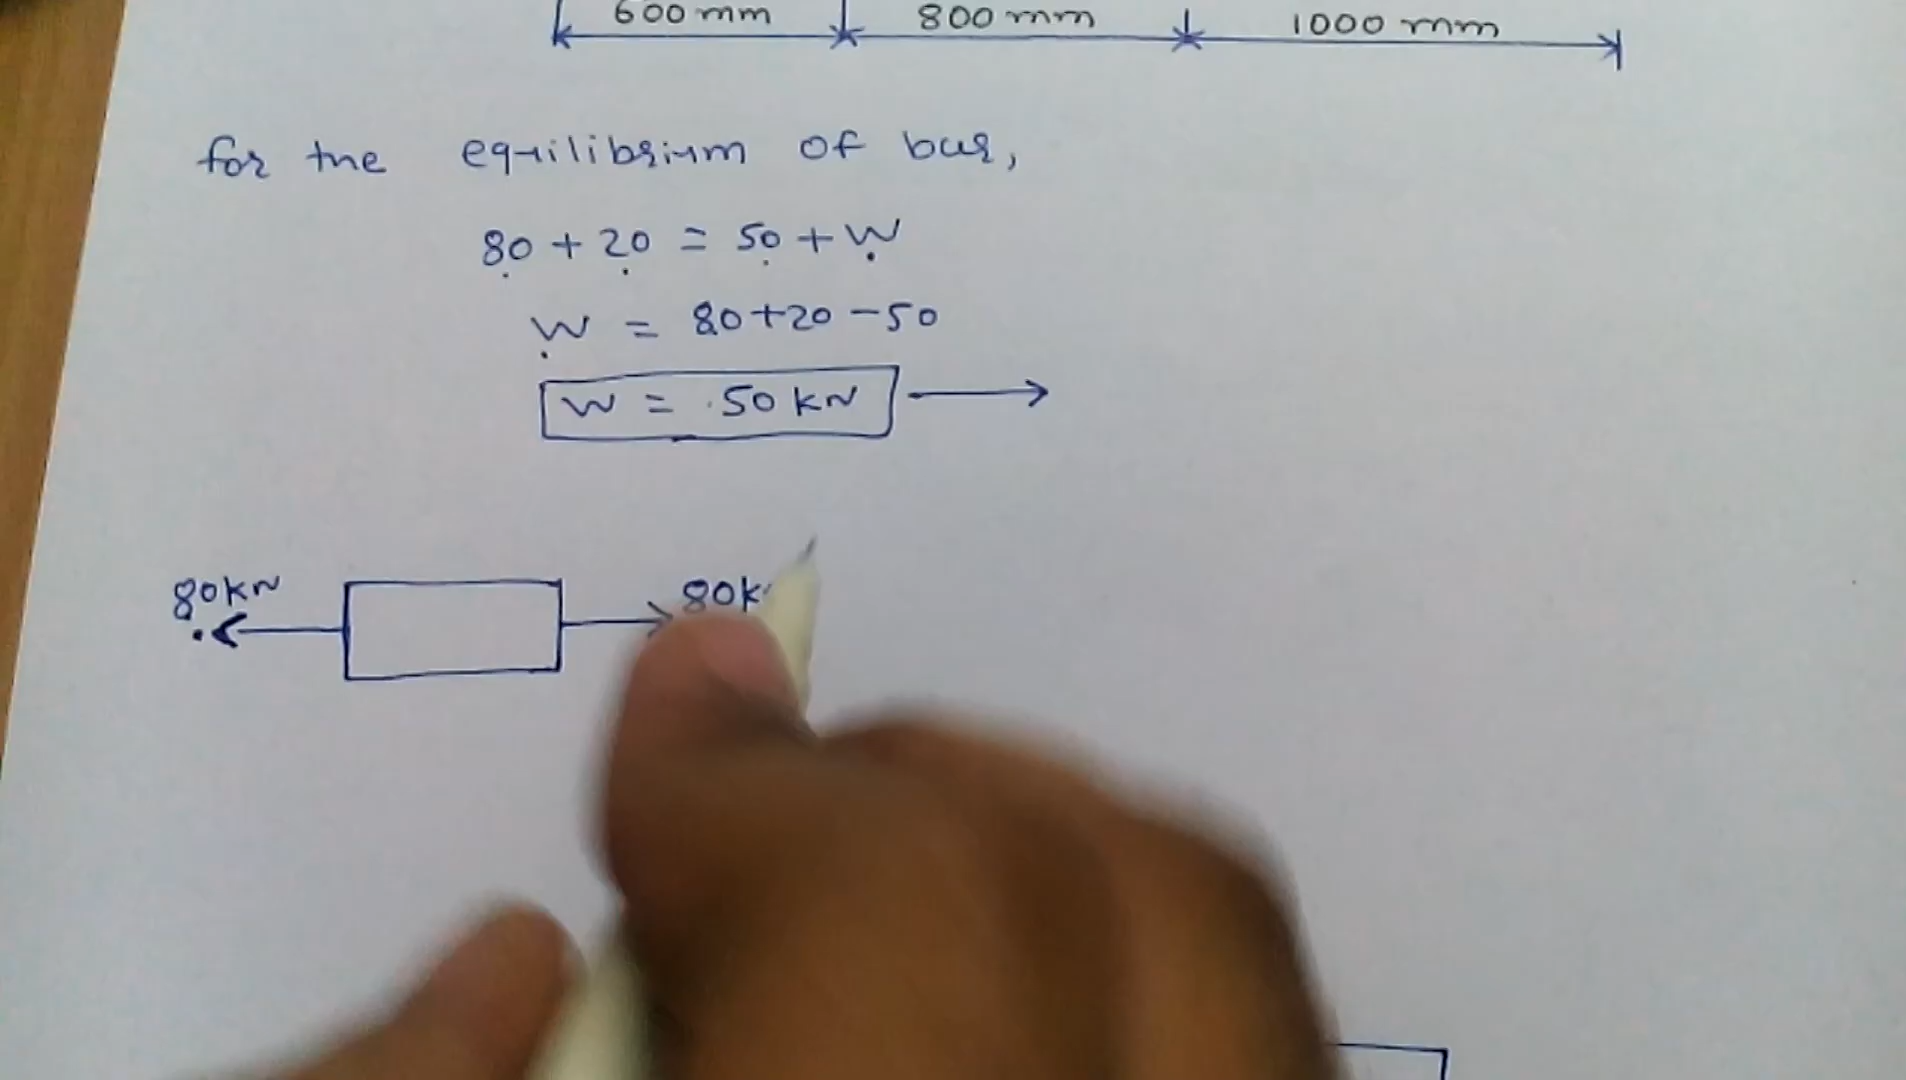 600 mm 800 mm 1000 mm
for the equilibrium of bar,
80 + 20 = 50 + W
W = 80+20-50
W = 50 kN
80kN